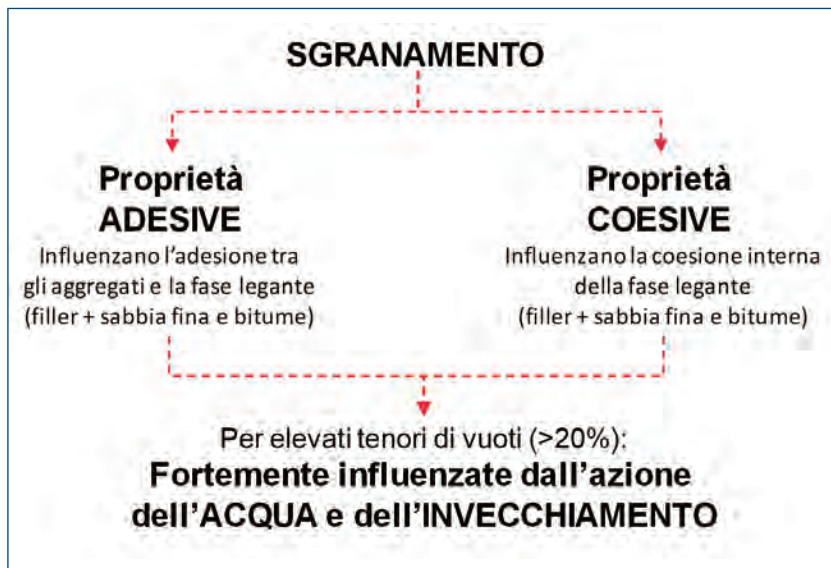 SGRANAMENTO
Proprietà
ADESIVE
Influenzano l'adesione tra
gli aggregati e la fase legante
(filler + sabbia fina e bitume)
Proprietà
COESIVE
Influenzano la coesione interna
della fase legante
(filler + sabbia fina e bitume)
Per elevati tenori di vuoti (>20%):
Fortemente influenzate dall'azione
dell'ACQUA e dell'INVECCHIAMENTO